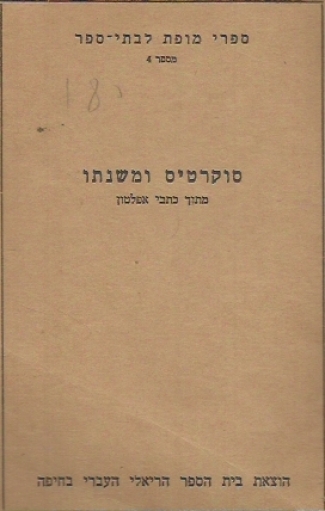 ספרי מופת לבתי־ספר
מספר 4
סוקרטיס ומשנתו
מתוך כתבי אפלטון
הוצאת בית הספר הריאלי העברי בחיפה